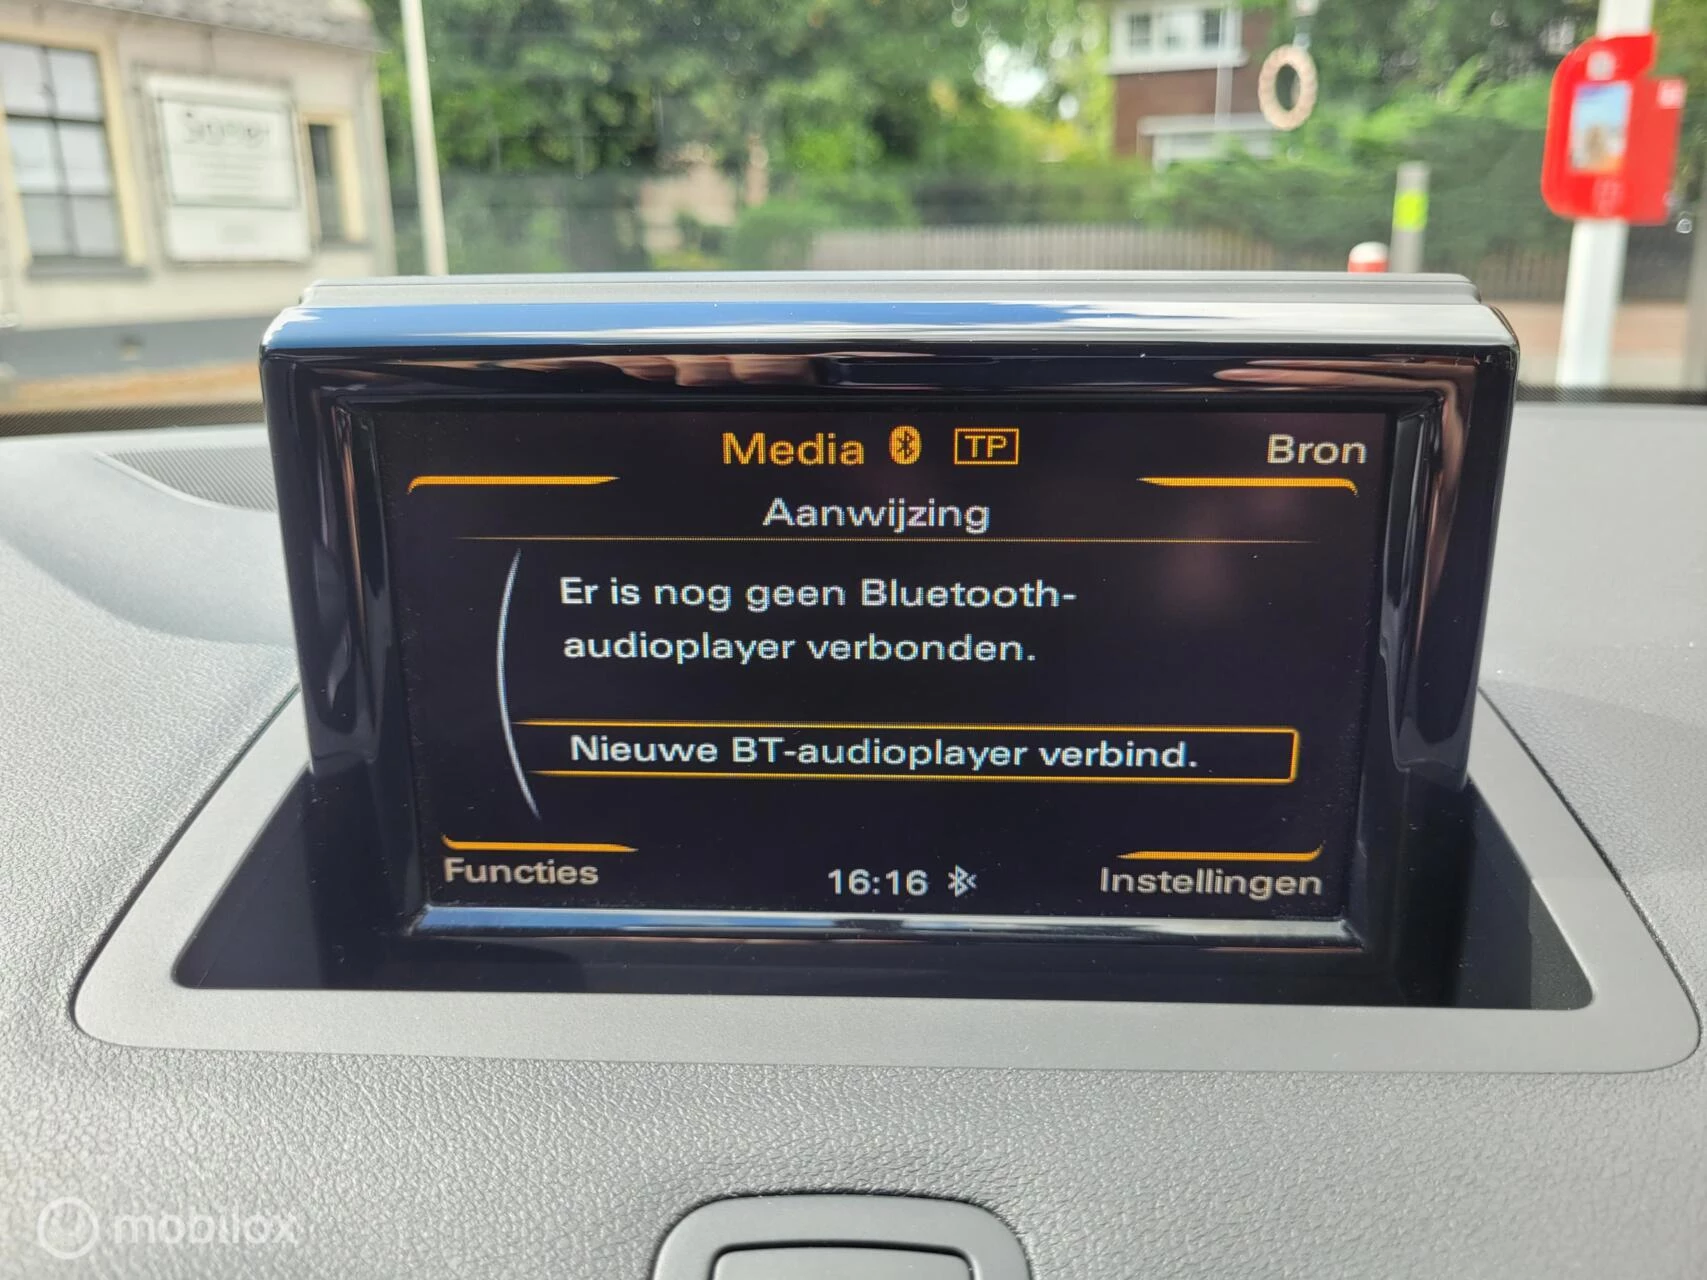 Media TP Bron
Aanwijzing
Er is nog geen Bluetooth-
audioplayer verbonden.
Nieuwe BT-audioplayer verbind.
Functies 16:16 Instellingen
mobilox